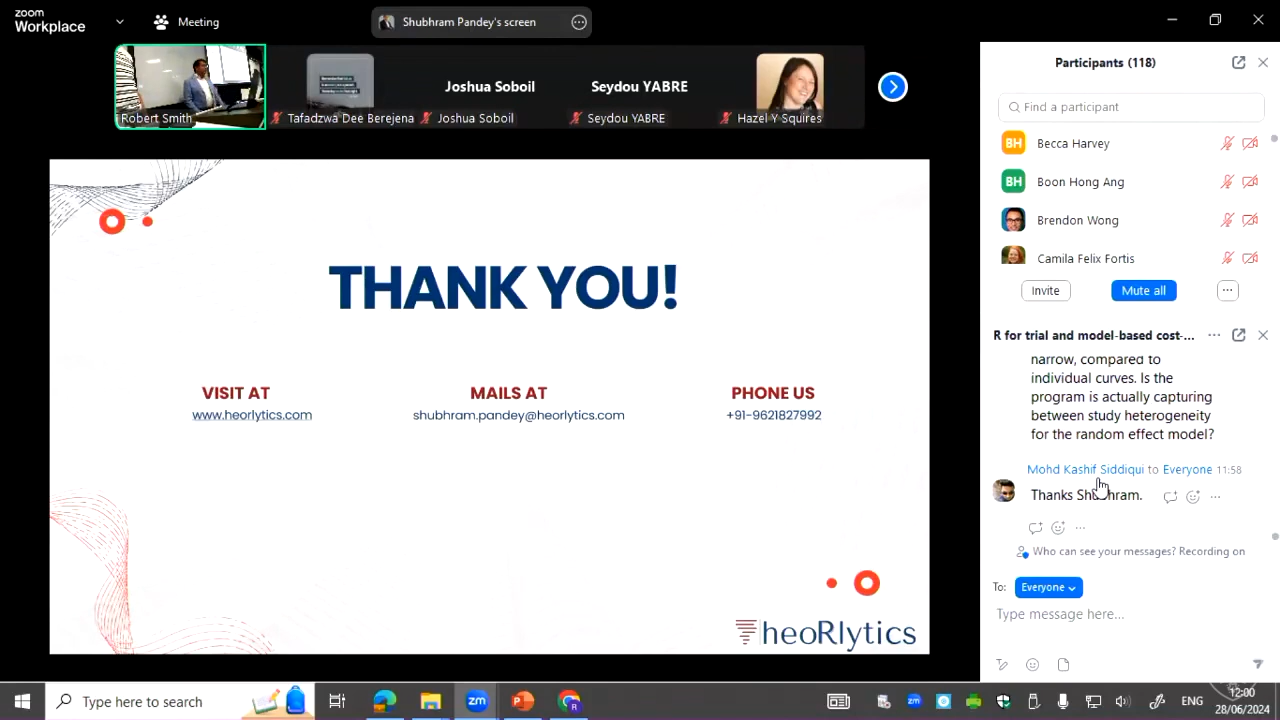 zoom
Workplace
Meeting
Shubhram Pandey's screen
Robert Smith
Tafadzwa Dee Berejena
Joshua Soboil
Joshua Soboil
Seydou YABRE
Seydou YABRE
Hazel Y Squires
THANK YOU!
VISIT AT
www.heorlytics.com
MAILS AT
shubhram.pandey@heorlytics.com
PHONE US
+91-9621827992
heoRlytics
Participants (118)
Find a participant
BH Becca Harvey
BH Boon Hong Ang
Brendon Wong
Camila Felix Fortis
Invite
Mute all
R for trial and model-based cost-...
narrow, compared to
individual curves. Is the
program is actually capturing
between study heterogeneity
for the random effect model?
Mohd Kashif Siddiqui to Everyone 11:58
Thanks Shubhram.
Who can see your messages? Recording on
To: Everyone
Type message here...
Type here to search
zm
ENG
12:00
28/06/2024